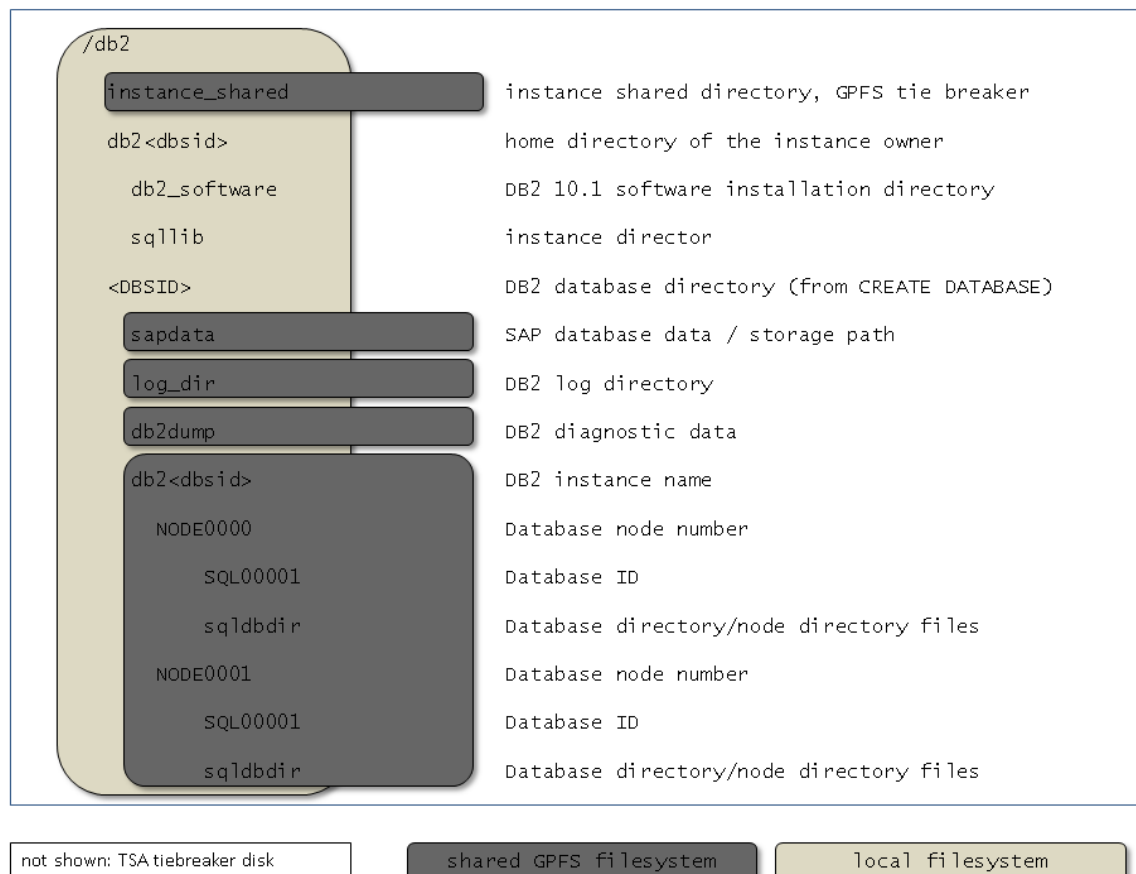 /db2
instance_shared instance shared directory, GPFS tie breaker
db2<dbsid> home directory of the instance owner
db2_software DB2 10.1 software installation directory
sqllib instance director
<DBSID> DB2 database directory (from CREATE DATABASE)
sapdata SAP database data / storage path
log_dir DB2 log directory
db2dump DB2 diagnostic data
db2<dbsid> DB2 instance name
NODE0000 Database node number
SQL00001 Database ID
sqldbdir Database directory/node directory files
NODE0001 Database node number
SQL00001 Database ID
sqldbdir Database directory/node directory files
not shown: TSA tiebreaker disk shared GPFS filesystem local filesystem